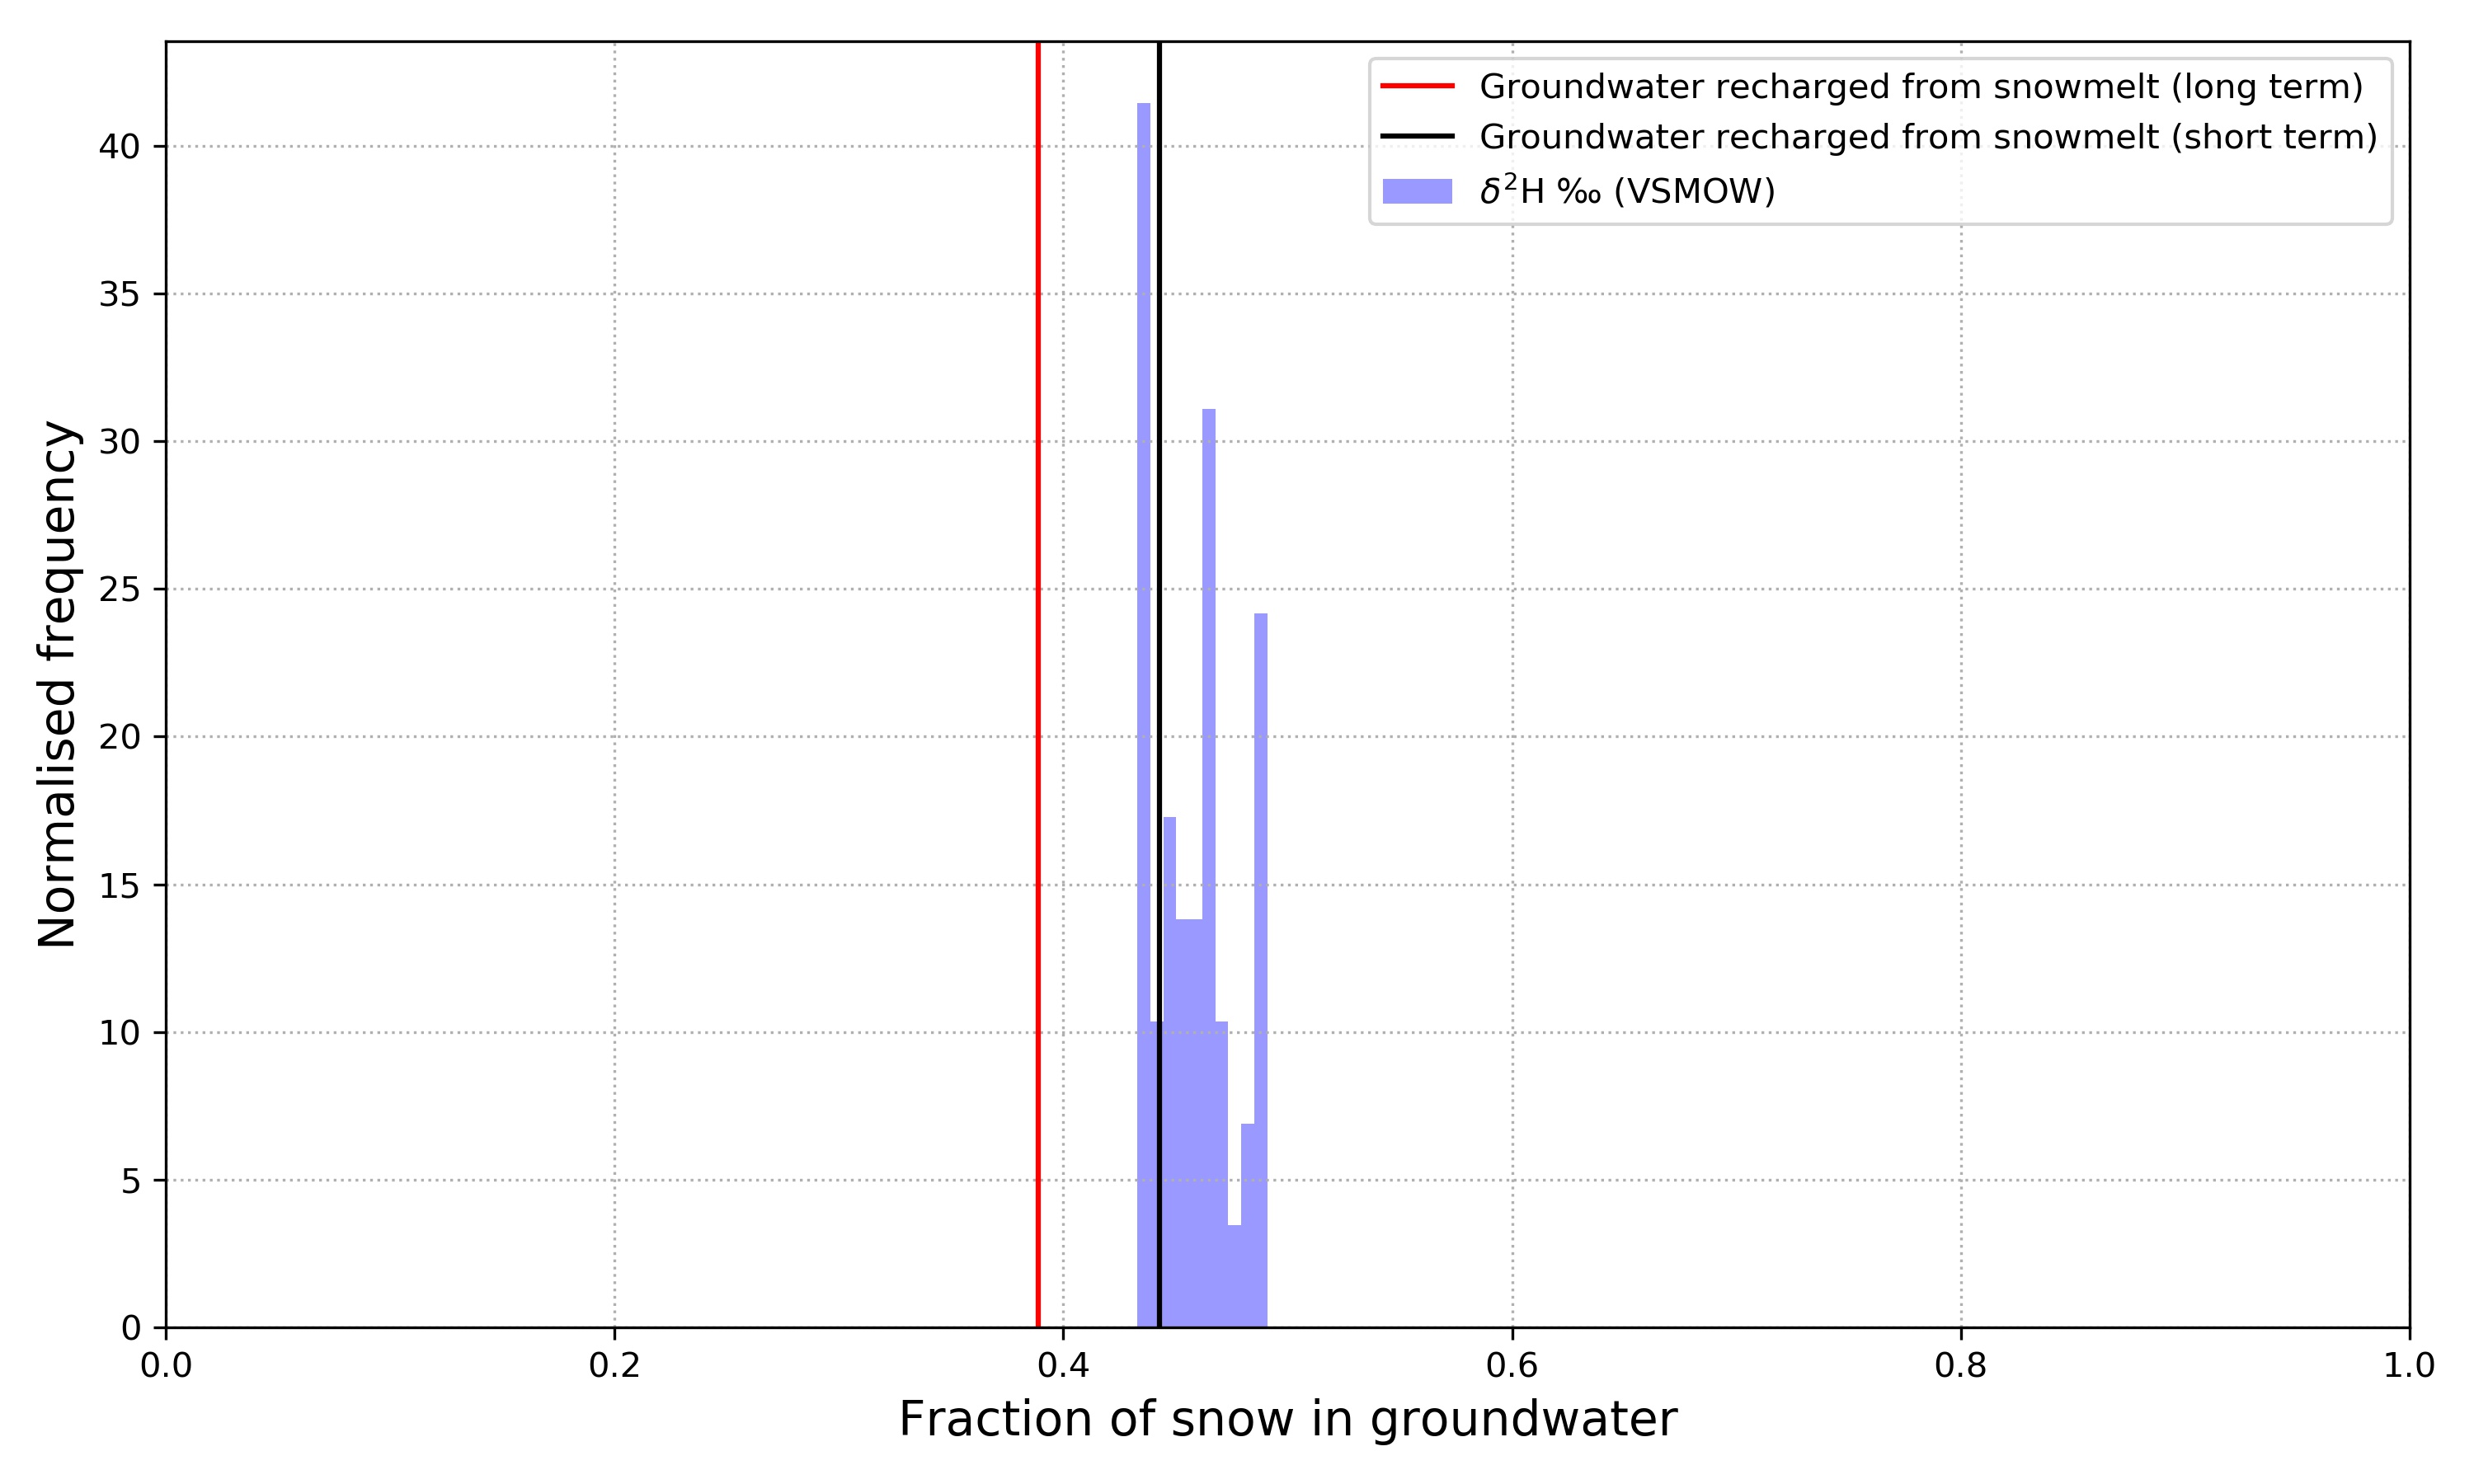 Groundwater recharged from snowmelt (long term)
Groundwater recharged from snowmelt (short term)
δ²H ‰ (VSMOW)
Normalised frequency
40
35
30
25
20
15
10
5
0
0.0 0.2 0.4 0.6 0.8 1.0
Fraction of snow in groundwater